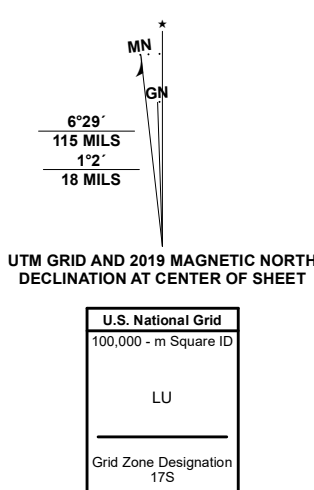 ★
MN
GN
6°29´
115 MILS
1°2´
18 MILS
UTM GRID AND 2019 MAGNETIC NORTH
DECLINATION AT CENTER OF SHEET
U.S. National Grid
100,000 - m Square ID
LU
Grid Zone Designation
17S